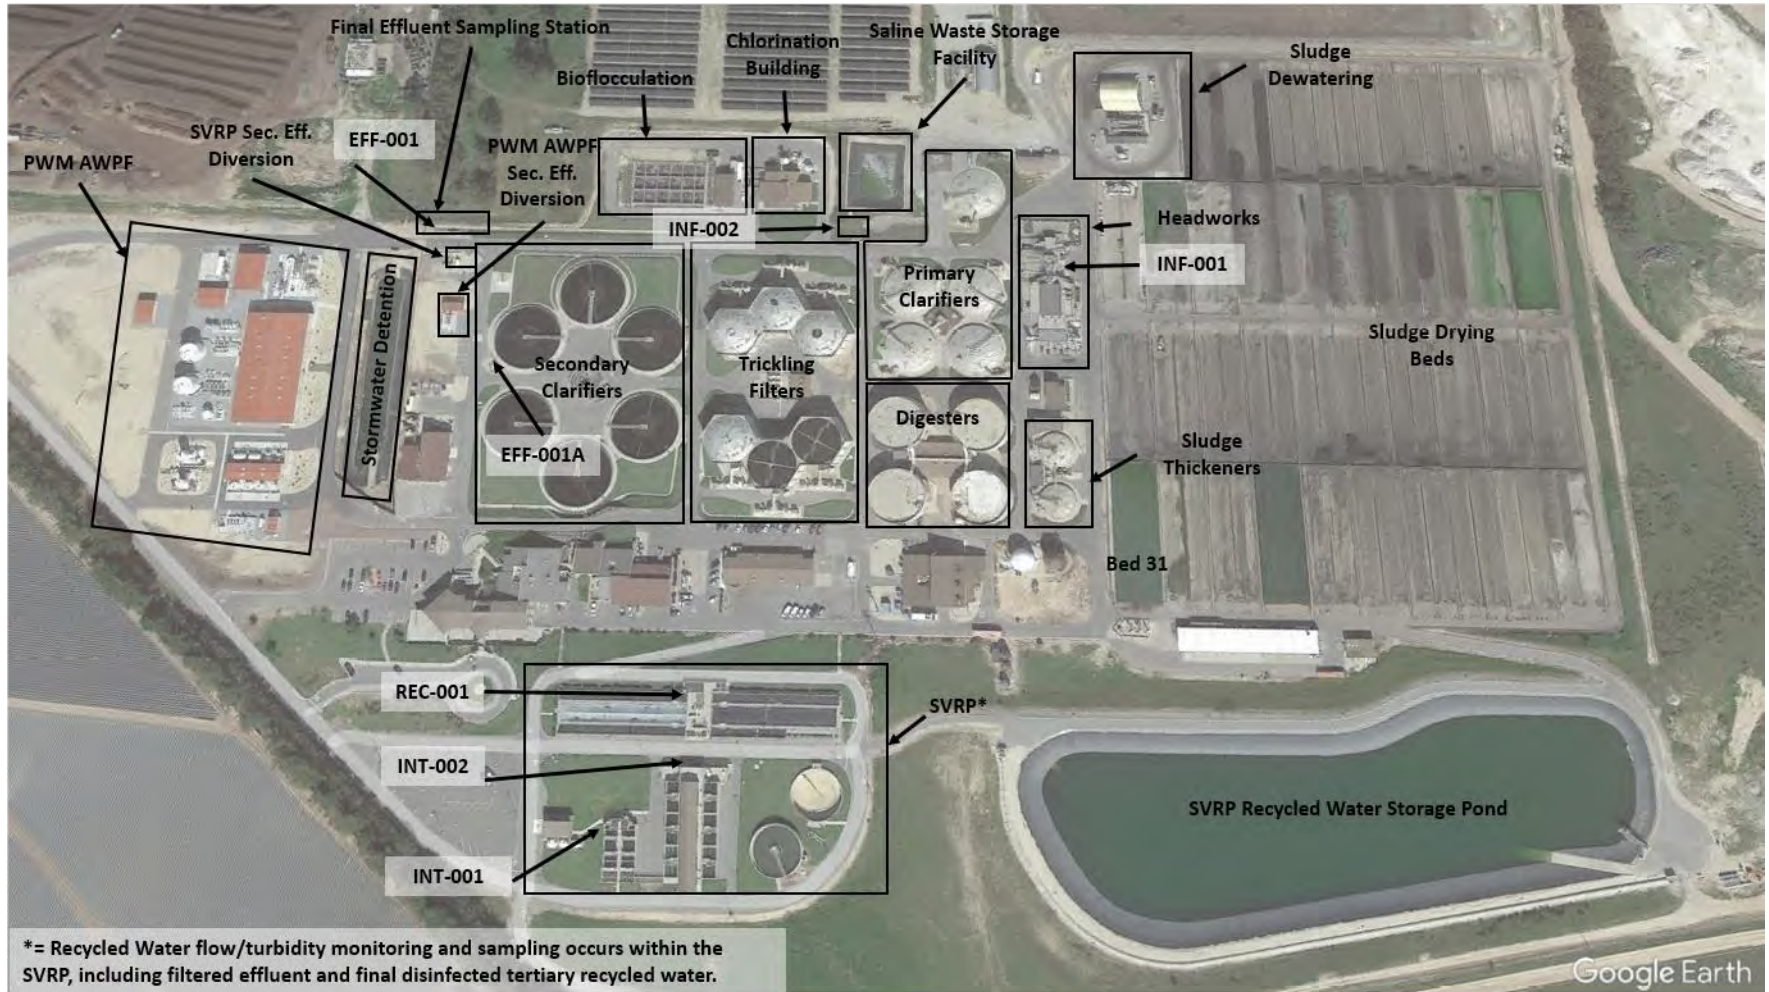 Final Effluent Sampling Station
Saline Waste Storage
Facility
Chlorination
Building
Sludge
Dewatering
Bioflocculation
SVRP Sec. Eff.
Diversion
EFF-001
PWM AWPF
Sec. Eff.
Diversion
PWM AWPF
INF-002
Headworks
INF-001
Primary
Clarifiers
Stormwater Detention
Secondary
Clarifiers
Trickling
Filters
Sludge Drying
Beds
Digesters
EFF-001A
Sludge
Thickeners
Bed 31
REC-001
SVRP*
INT-002
SVRP Recycled Water Storage Pond
INT-001
*= Recycled Water flow/turbidity monitoring and sampling occurs within the
SVRP, including filtered effluent and final disinfected tertiary recycled water.
Google Earth